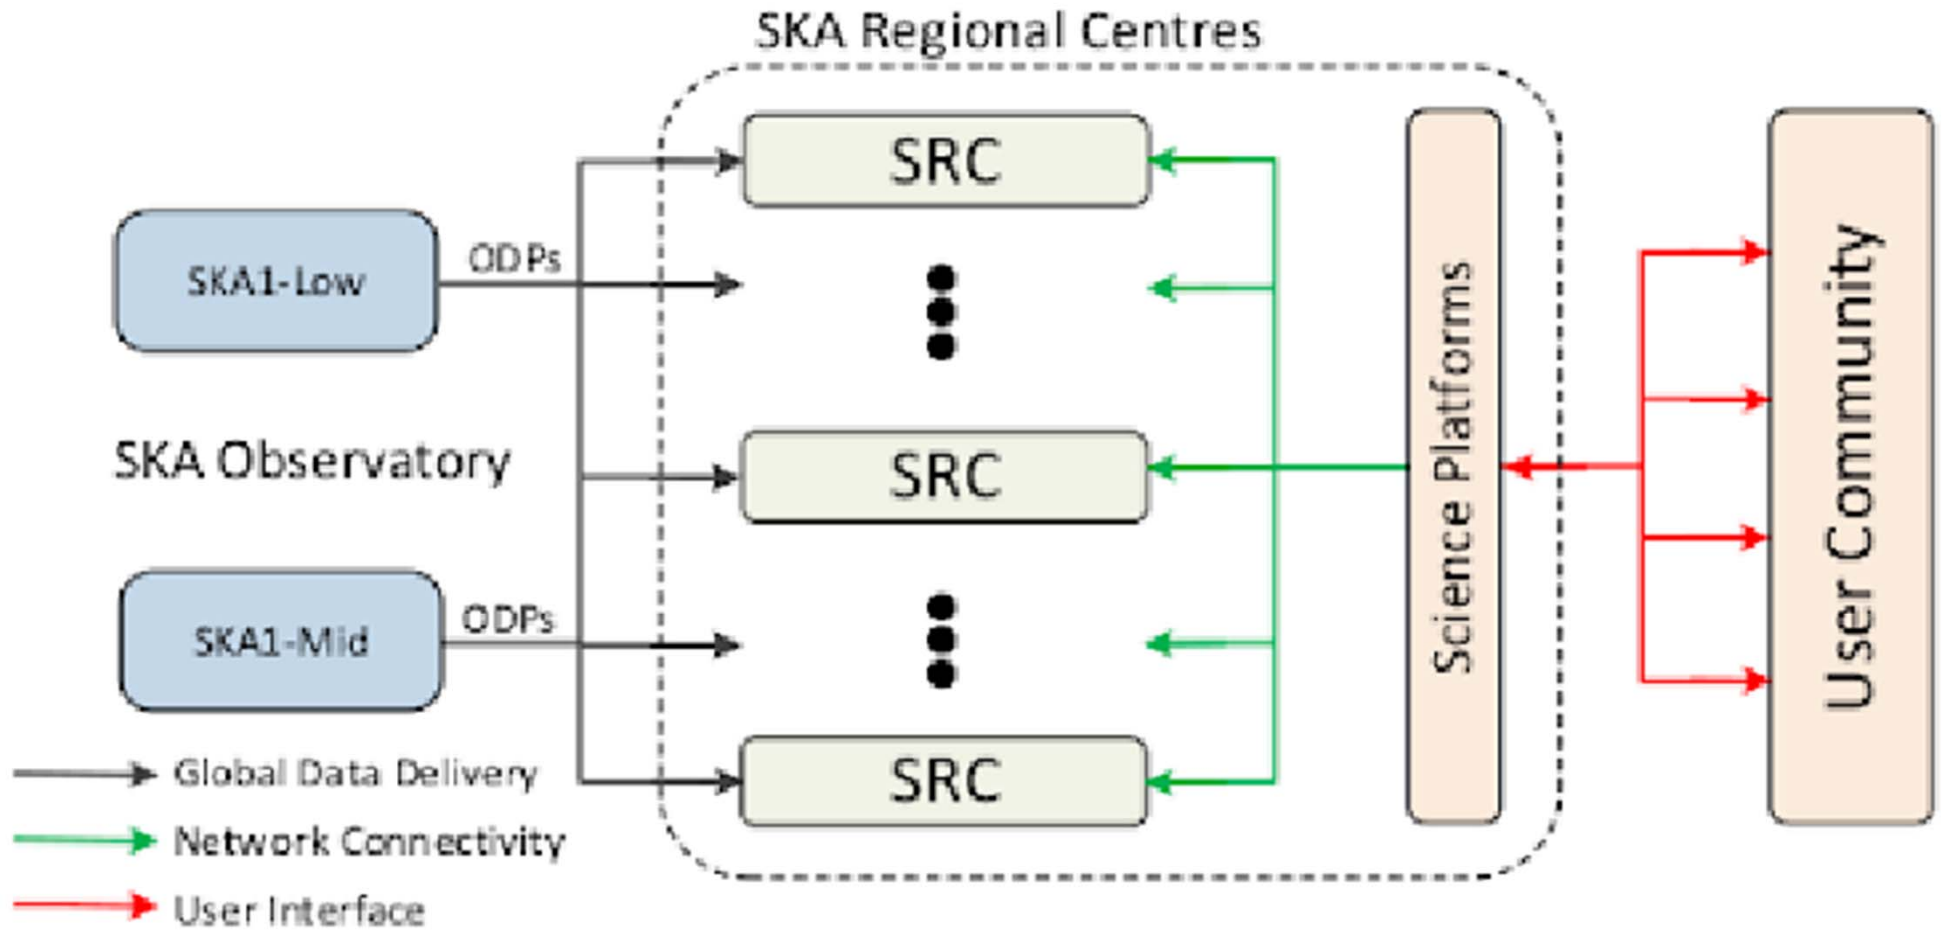 SKA Regional Centres
SRC
SKA1-Low
ODPs
SKA Observatory
SRC
SKA1-Mid
ODPs
SRC
Science Platforms
User Community
Global Data Delivery
Network Connectivity
User Interface